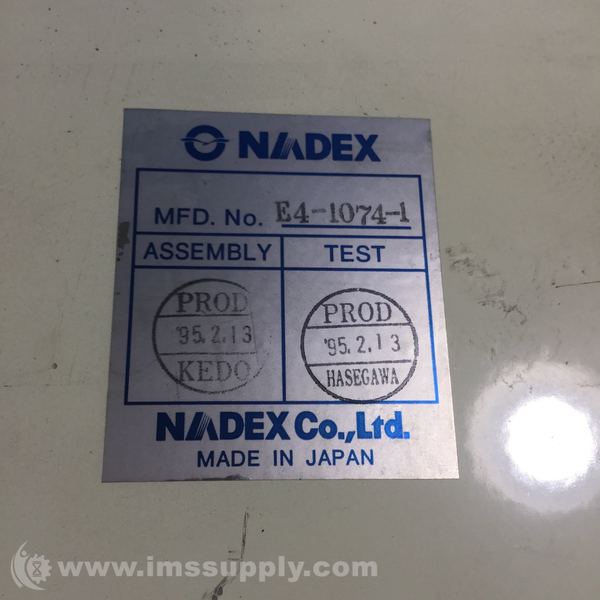 NADEX
MFD. No. E4-1074-1
ASSEMBLY TEST
PROD
'95.2.13
KEDO
PROD
'95.2.13
HASEGAWA
NADEX Co.,Ltd.
MADE IN JAPAN
www.imssupply.com